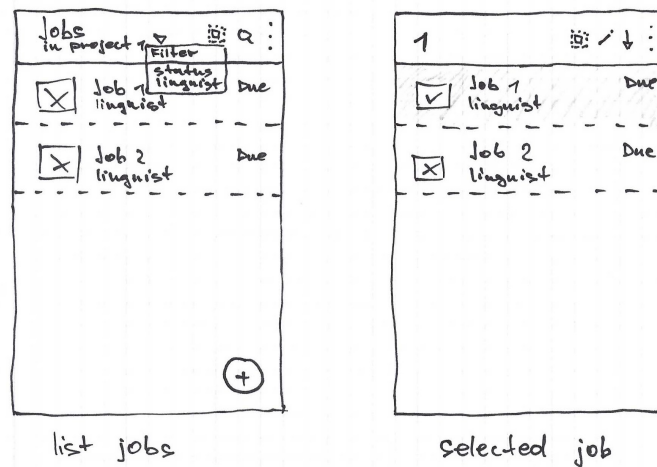 Jobs
in project 1
Filter
status
linguist
Job 1
linguist
Due
Job 2
linguist
Due
+
list jobs
1
Job 1
linguist
Due
Job 2
linguist
Due
selected job